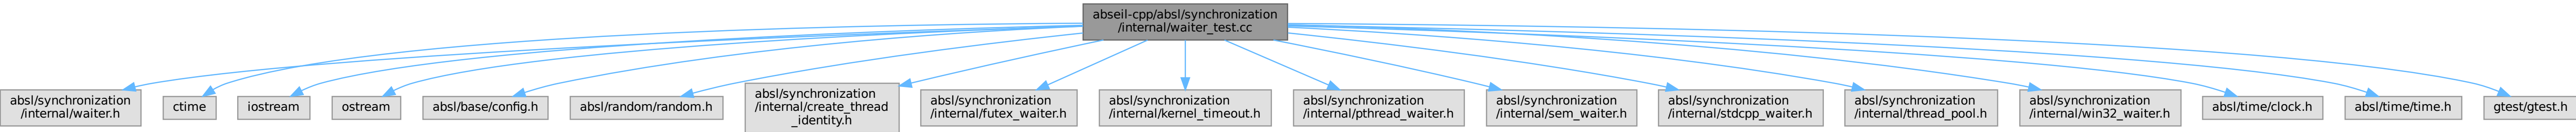 abseil-cpp/absl/synchronization
/internal/waiter_test.cc
absl/synchronization
/internal/waiter.h
ctime
iostream
ostream
absl/base/config.h
absl/random/random.h
absl/synchronization
/internal/create_thread
_identity.h
absl/synchronization
/internal/futex_waiter.h
absl/synchronization
/internal/kernel_timeout.h
absl/synchronization
/internal/pthread_waiter.h
absl/synchronization
/internal/sem_waiter.h
absl/synchronization
/internal/stdcpp_waiter.h
absl/synchronization
/internal/thread_pool.h
absl/synchronization
/internal/win32_waiter.h
absl/time/clock.h
absl/time/time.h
gtest/gtest.h